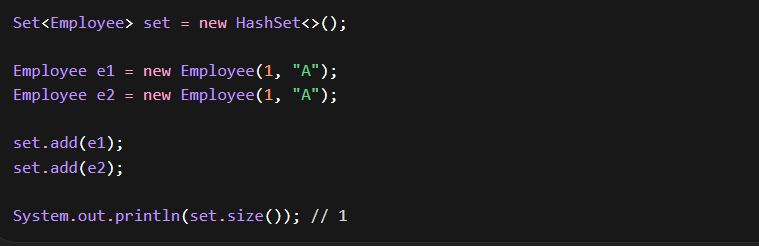 Set<Employee> set = new HashSet<>();
Employee e1 = new Employee(1, "A");
Employee e2 = new Employee(1, "A");
set.add(e1);
set.add(e2);
System.out.println(set.size()); // 1